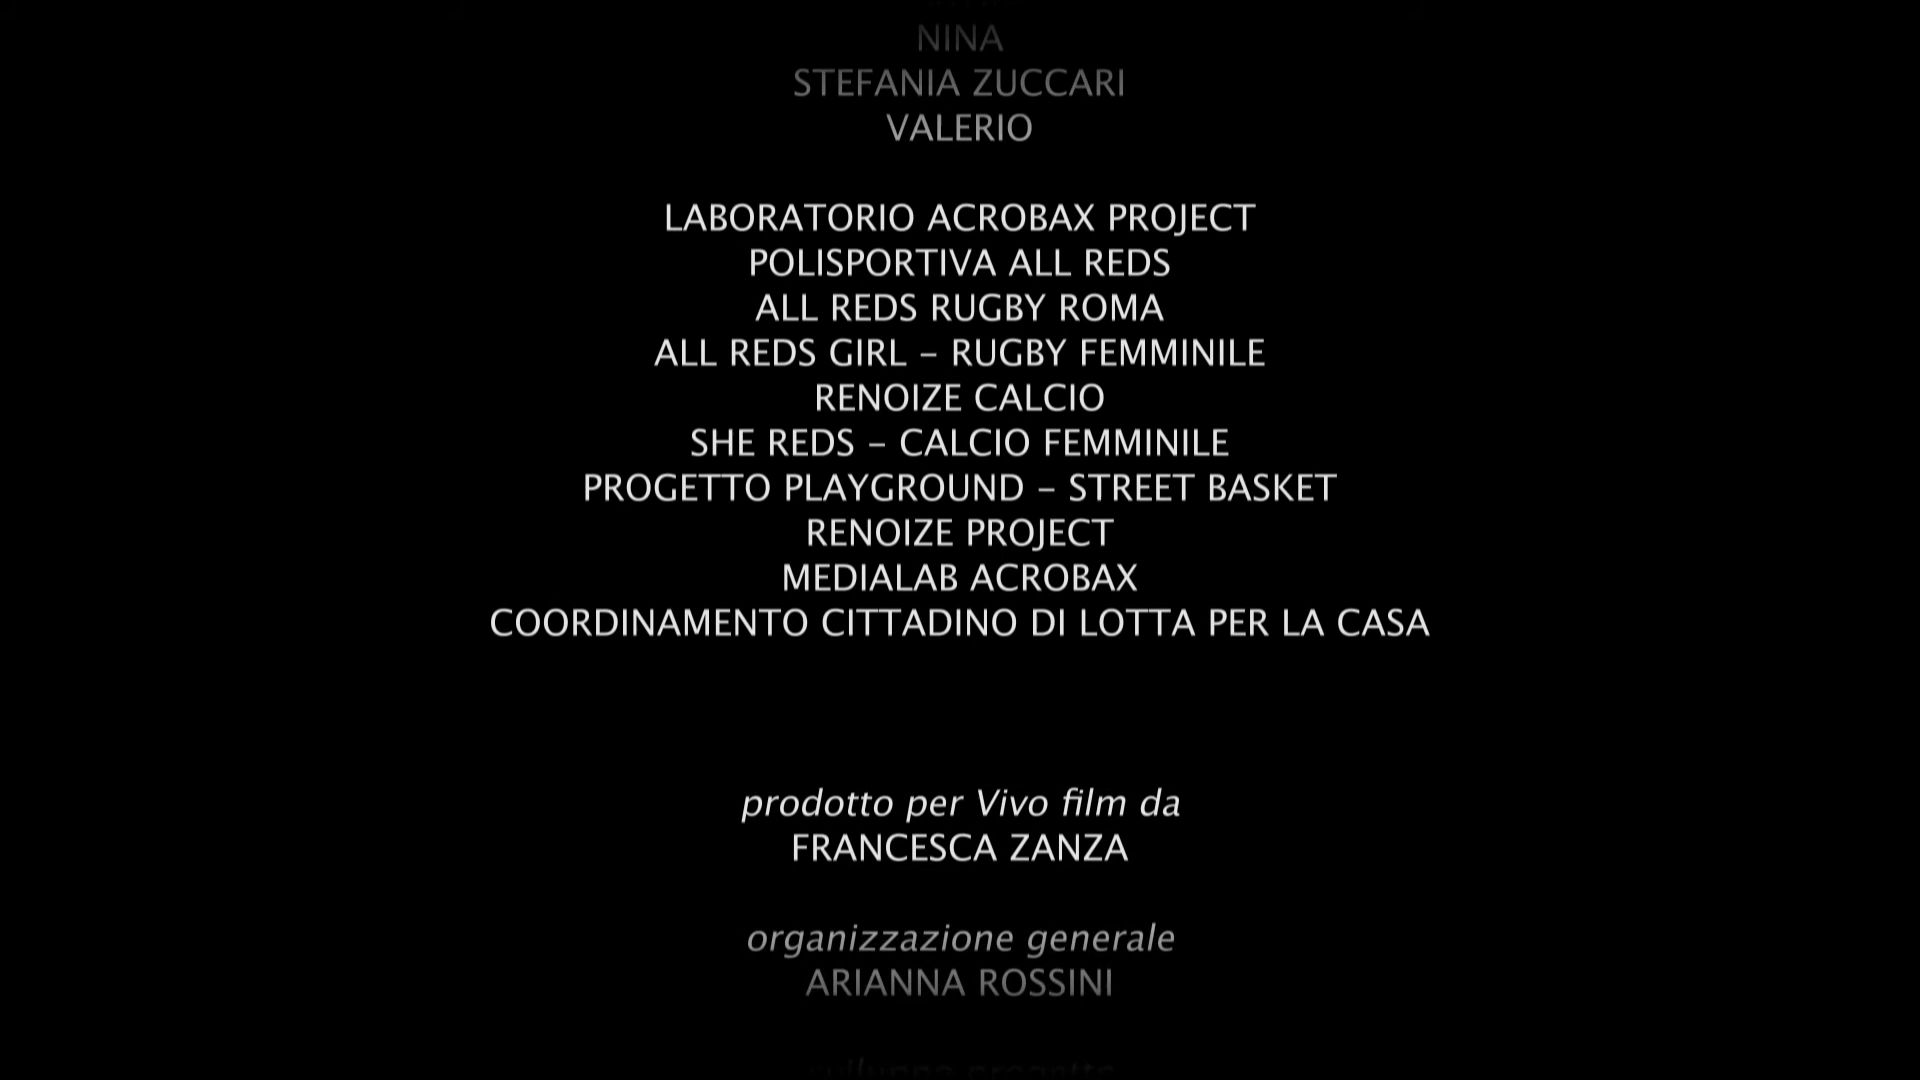 NINA
STEFANIA ZUCCARI
VALERIO
LABORATORIO ACROBAX PROJECT
POLISPORTIVA ALL REDS
ALL REDS RUGBY ROMA
ALL REDS GIRL – RUGBY FEMMINILE
RENOIZE CALCIO
SHE REDS – CALCIO FEMMINILE
PROGETTO PLAYGROUND – STREET BASKET
RENOIZE PROJECT
MEDIALAB ACROBAX
COORDINAMENTO CITTADINO DI LOTTA PER LA CASA
prodotto per Vivo film da
FRANCESCA ZANZA
organizzazione generale
ARIANNA ROSSINI